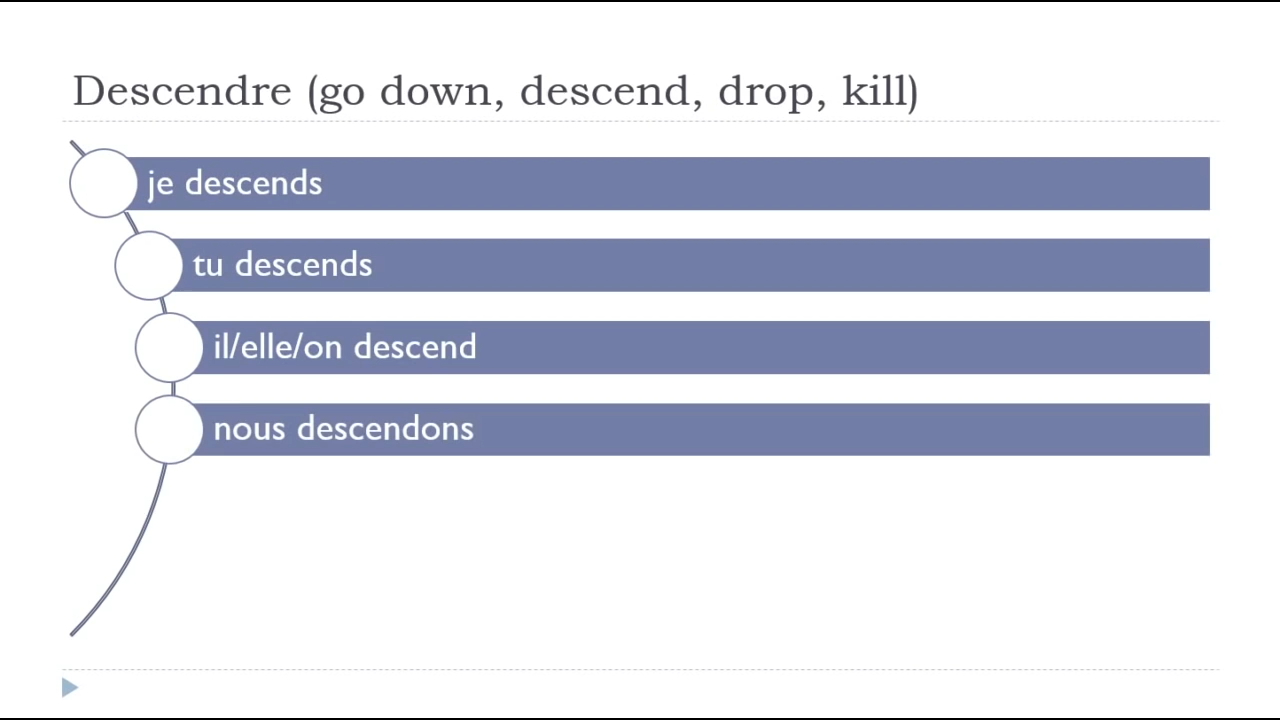 Descendre (go down, descend, drop, kill)
je descends
tu descends
il/elle/on descend
nous descendons